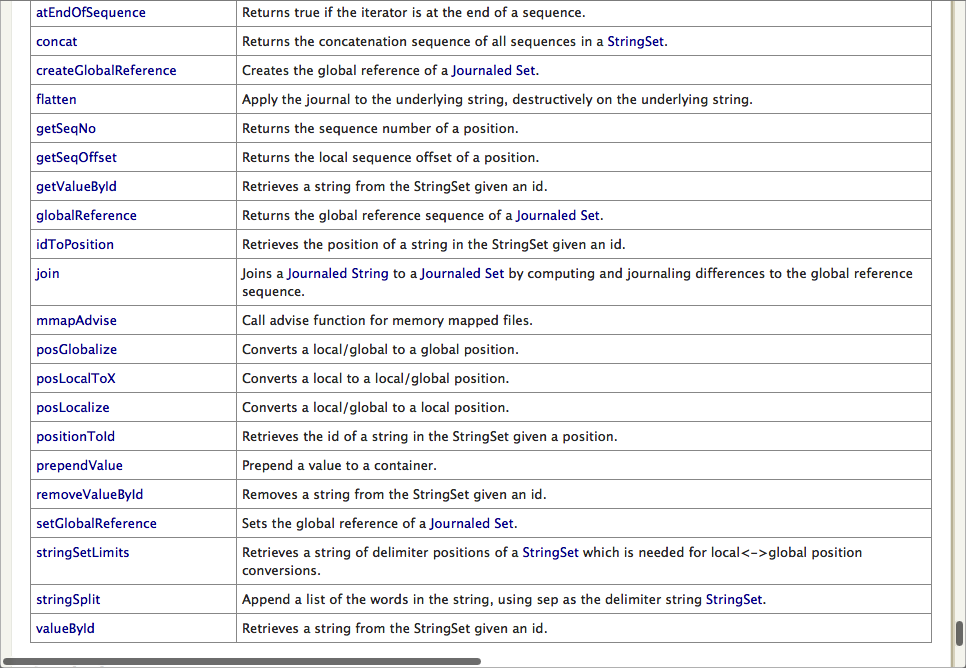 atEndOfSequence Returns true if the iterator is at the end of a sequence.
concat Returns the concatenation sequence of all sequences in a StringSet.
createGlobalReference Creates the global reference of a Journaled Set.
flatten Apply the journal to the underlying string, destructively on the underlying string.
getSeqNo Returns the sequence number of a position.
getSeqOffset Returns the local sequence offset of a position.
getValueById Retrieves a string from the StringSet given an id.
globalReference Returns the global reference sequence of a Journaled Set.
idToPosition Retrieves the position of a string in the StringSet given an id.
join Joins a Journaled String to a Journaled Set by computing and journaling differences to the global reference
sequence.
mmapAdvise Call advise function for memory mapped files.
posGlobalize Converts a local/global to a global position.
posLocalToX Converts a local to a local/global position.
posLocalize Converts a local/global to a local position.
positionToId Retrieves the id of a string in the StringSet given a position.
prependValue Prepend a value to a container.
removeValueById Removes a string from the StringSet given an id.
setGlobalReference Sets the global reference of a Journaled Set.
stringSetLimits Retrieves a string of delimiter positions of a StringSet which is needed for local<->global position
conversions.
stringSplit Append a list of the words in the string, using sep as the delimiter string StringSet.
valueById Retrieves a string from the StringSet given an id.